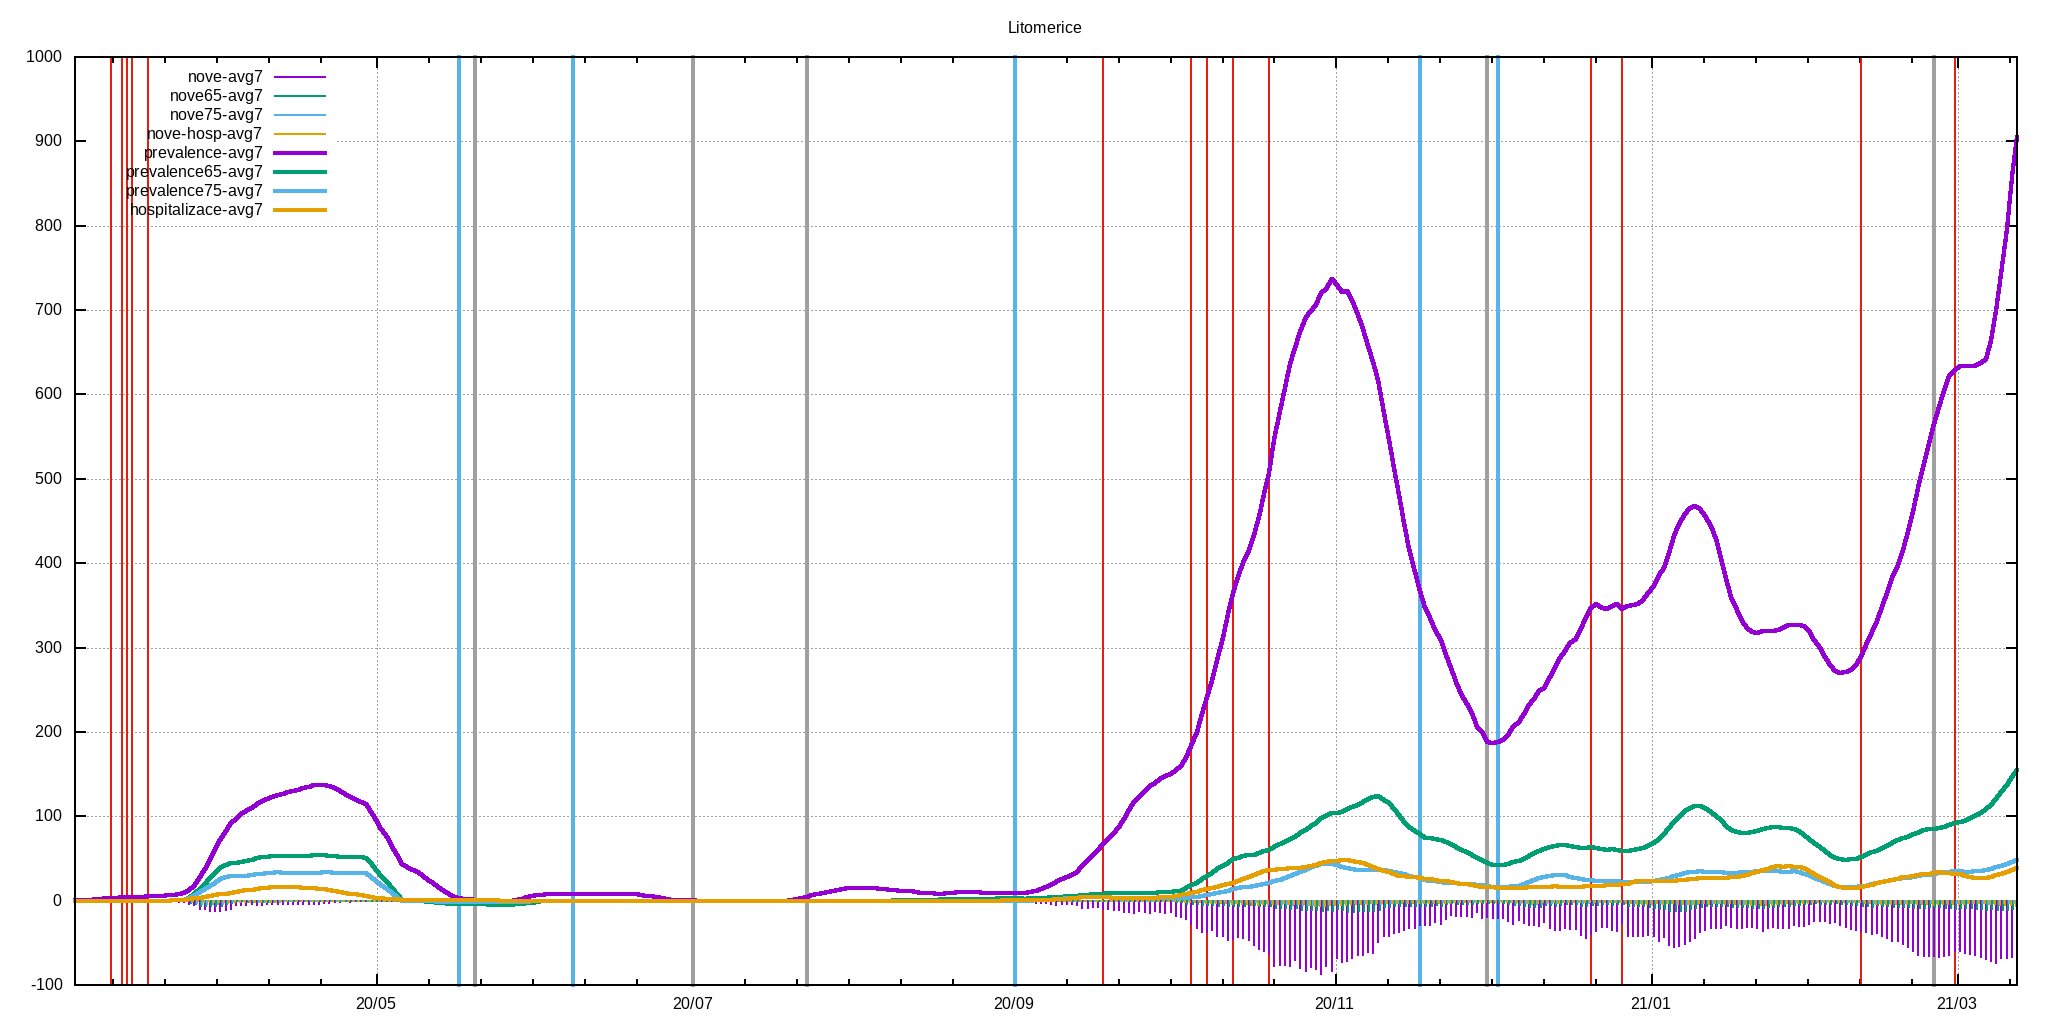 Litomerice
1000
900
800
700
600
500
400
300
200
100
0
-100
nove-avg7
nove65-avg7
nove75-avg7
nove-hosp-avg7
prevalence-avg7
prevalence65-avg7
prevalence75-avg7
hospitalizace-avg7
20/05 20/07 20/09 20/11 21/01 21/03